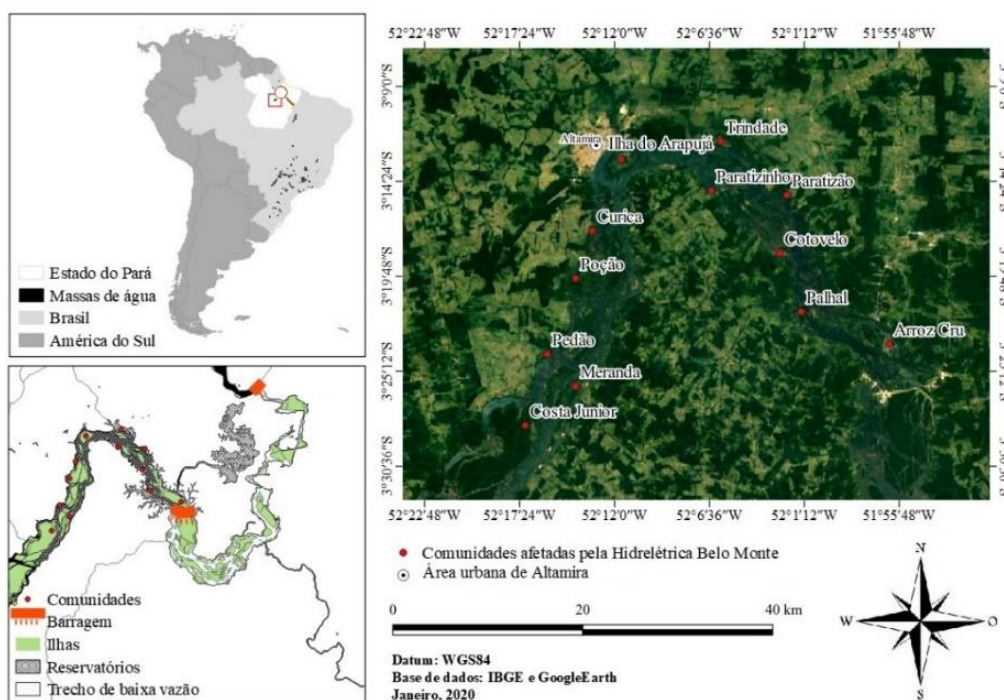 Estado do Pará
Massas de água
Brasil
América do Sul
Comunidades
Barragem
Ilhas
Reservatórios
Trecho de baixa vazão
52°22'48"W 52°17'24"W 52°12'00"W 52°6'36"W 52°1'12"W 51°55'48"W
3°9'0"S
3°14'24"S
3°19'48"S
3°25'12"S
3°30'36"S
Altamira
Ilha do Arapujá
Trindade
Paratizinho
Paratizão
Curica
Cotovelo
Poção
Palhal
Arroz Cru
Pedão
Meranda
Costa Junior
52°22'48"W 52°17'24"W 52°12'00"W 52°6'36"W 52°1'12"W 51°55'48"W
Comunidades afetadas pela Hidrelétrica Belo Monte
Área urbana de Altamira
0 20 40 km
Datum: WGS84
Base de dados: IBGE e GoogleEarth
Janeiro, 2020
N
W O
S